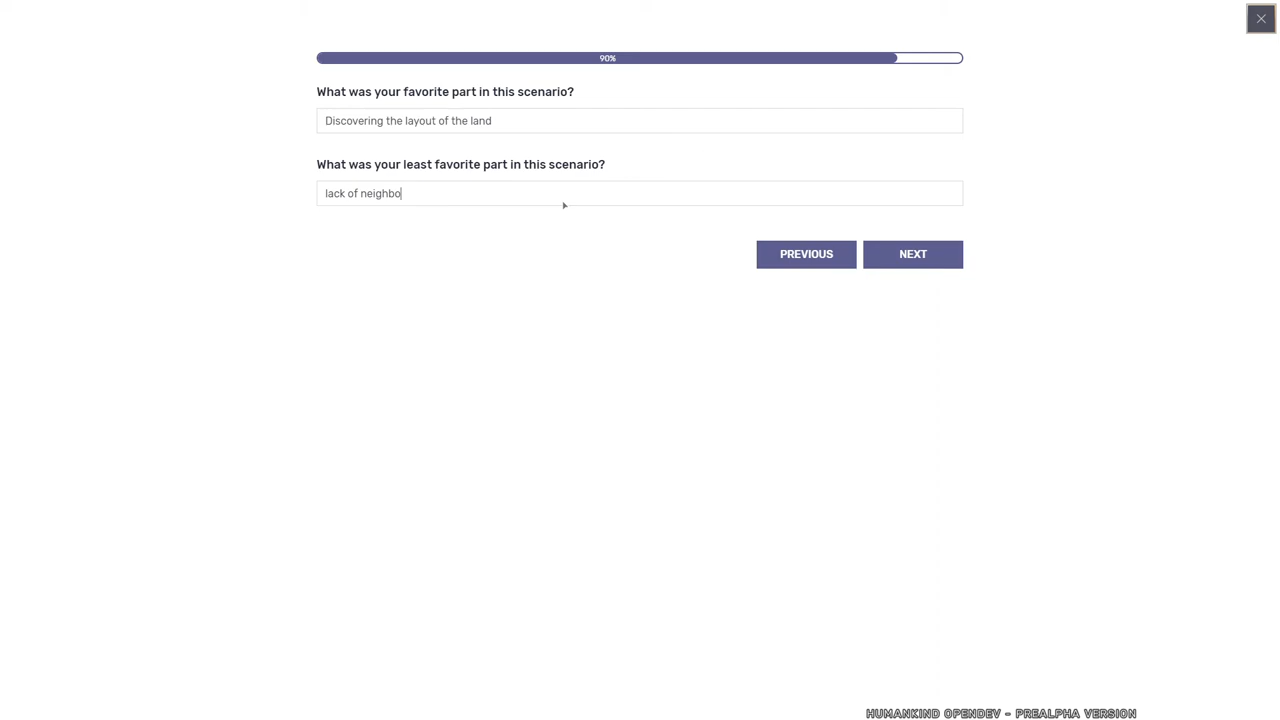 90%
What was your favorite part in this scenario?
Discovering the layout of the land
What was your least favorite part in this scenario?
lack of neighbo
PREVIOUS
NEXT
HUMANKIND OPENDEV - PREALPHA VERSION